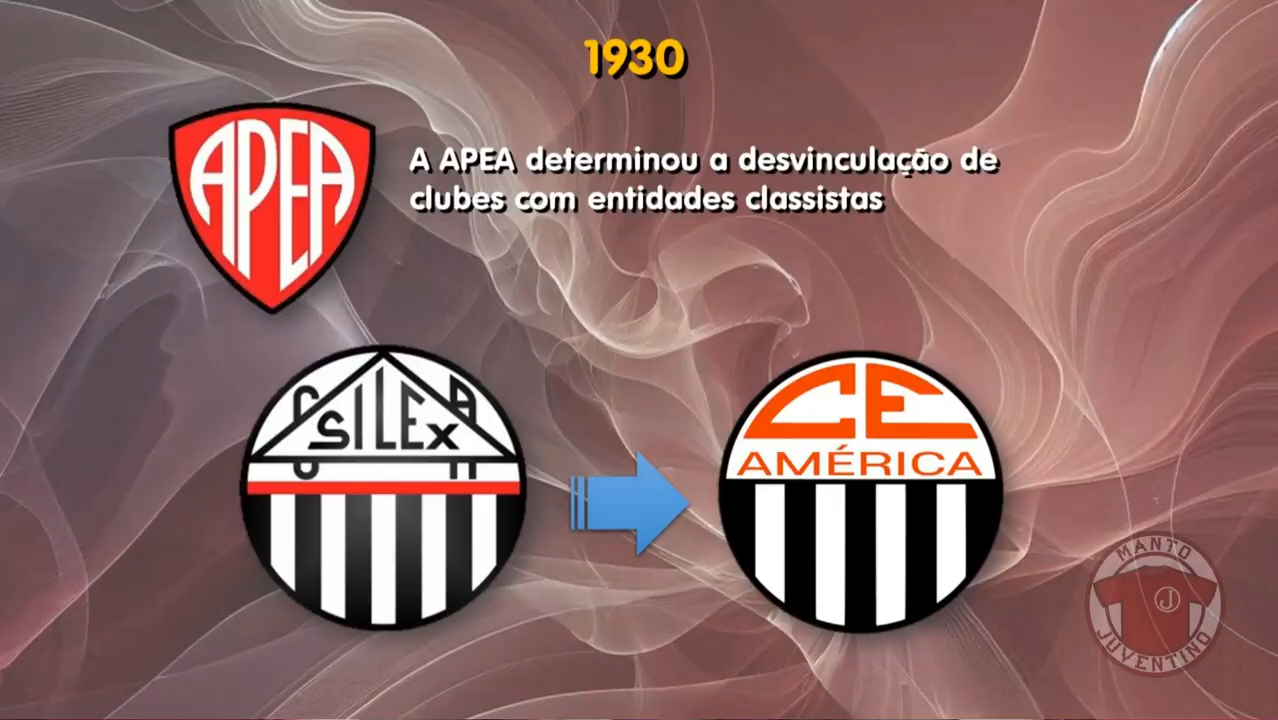 1930
APEA
A APEA determinou a desvinculação de
clubes com entidades classistas
SILEX
CE
AMÉRICA
MANTO
J
JUVENTINO